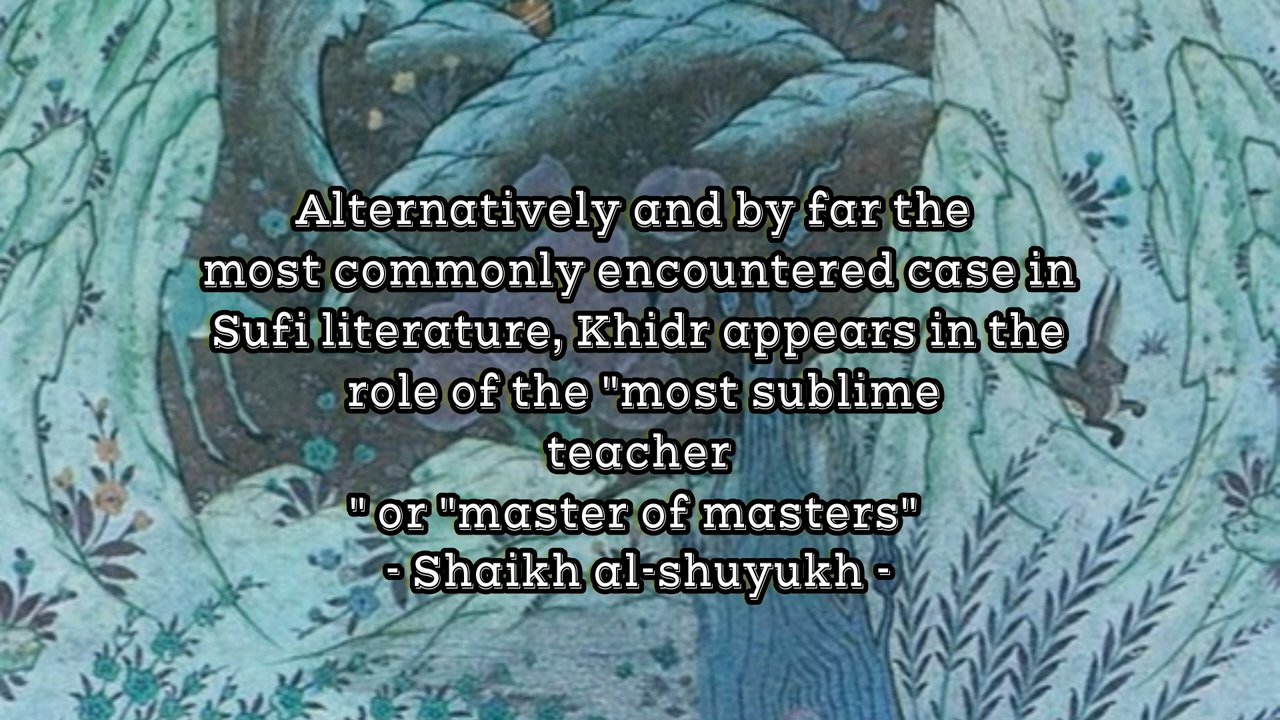 Alternatively and by far the
most commonly encountered case in
Sufi literature, Khidr appears in the
role of the "most sublime
teacher
" or "master of masters"
- Shaikh al-shuyukh -